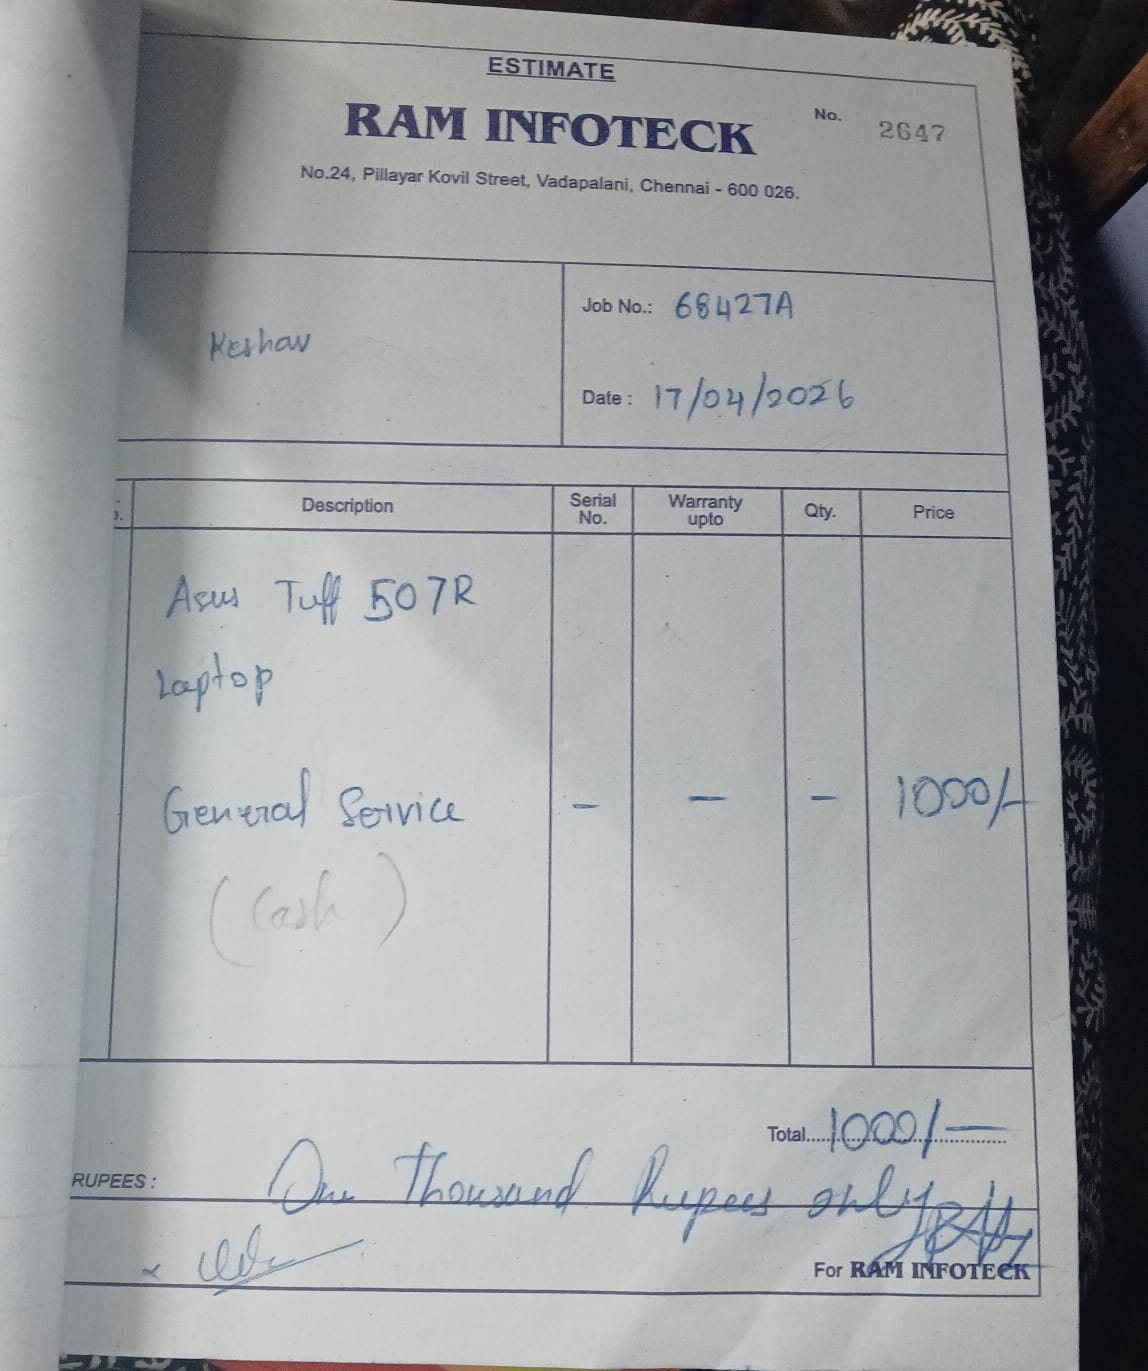 ESTIMATE
RAM INFOTECK
No. 2647
No.24, Pillayar Kovil Street, Vadapalani, Chennai - 600 026.
Keshav
Job No.: 68427A
Date : 17/04/2026
Description Serial No. Warranty upto Qty. Price
Asus Tuff 507R
Laptop
General Service - - - 1000/-
(Cash)
Total.....1000/-
RUPEES : One Thousand Rupees only
x
For RAM INFOTECK